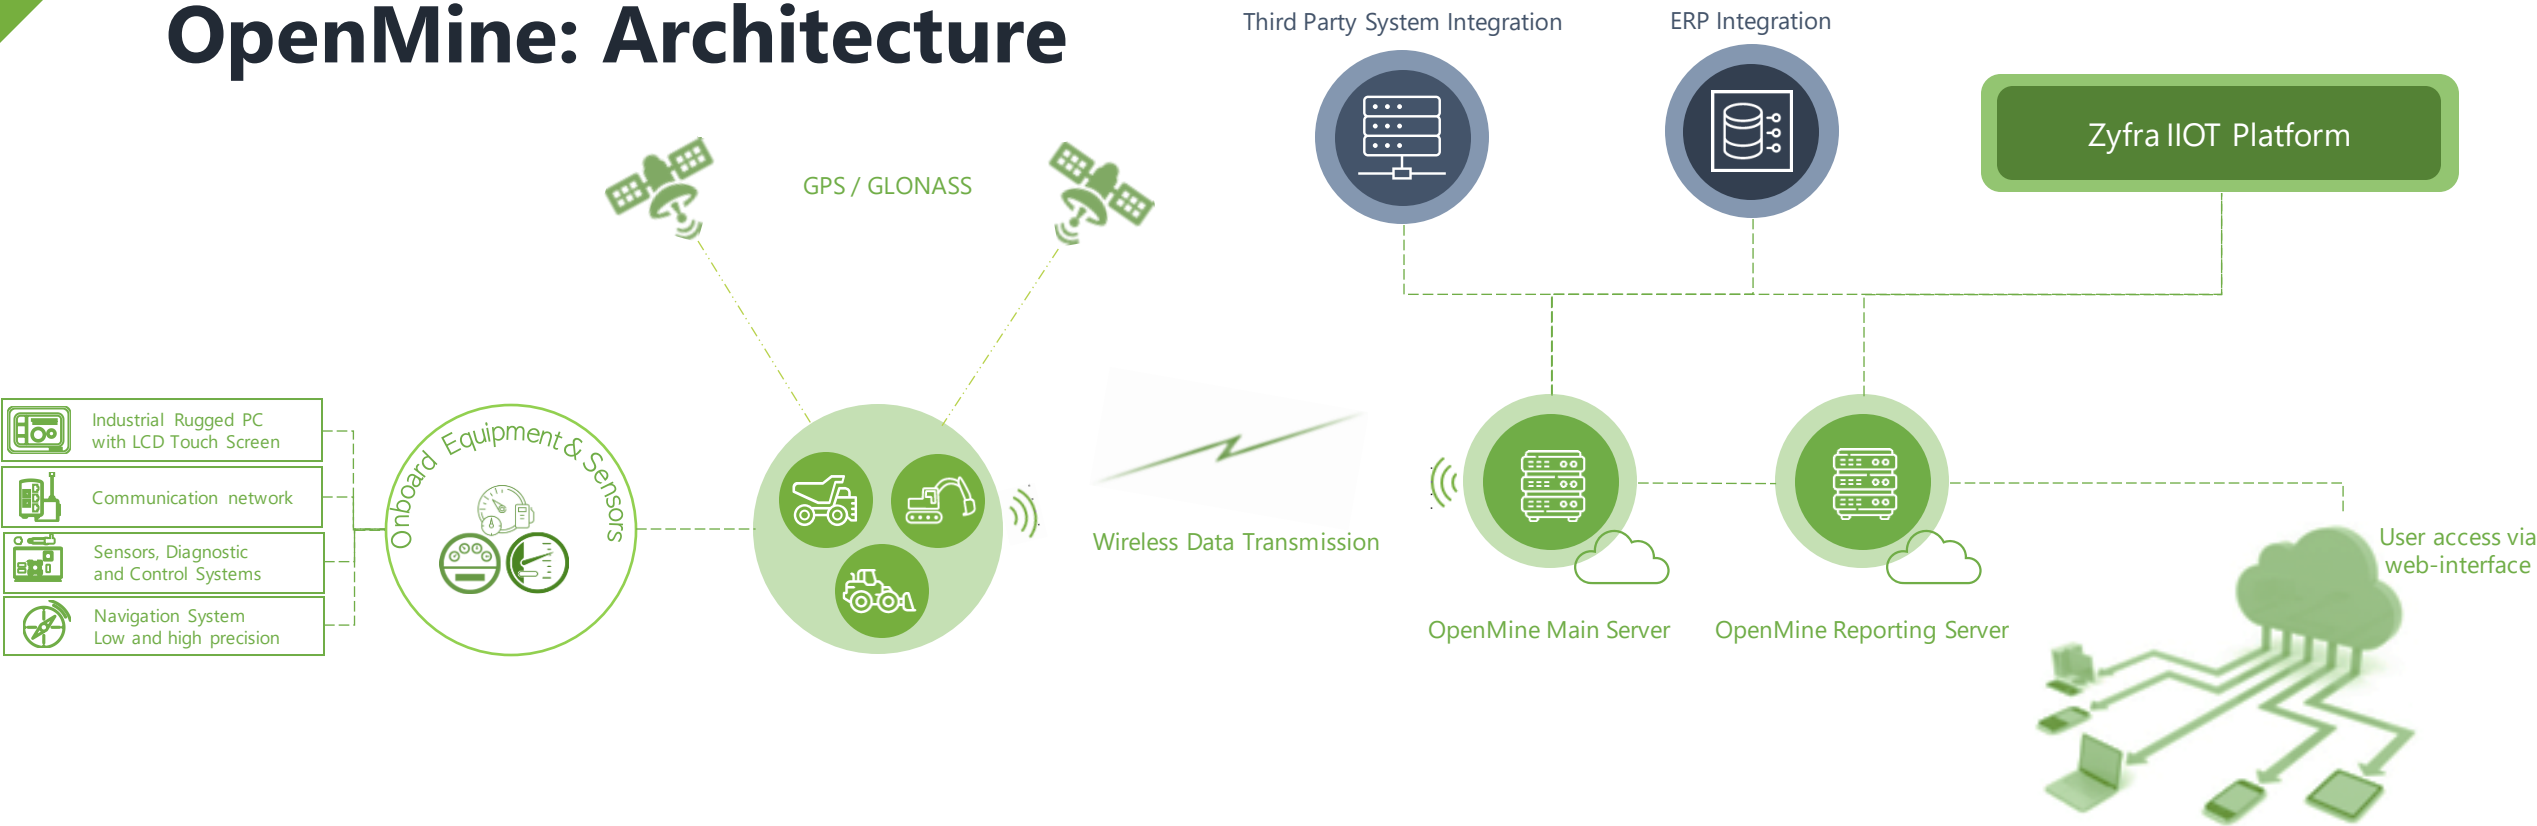 OpenMine: Architecture
Third Party System Integration
ERP Integration
Zyfra IIOT Platform
GPS / GLONASS
Industrial Rugged PC
with LCD Touch Screen
Communication network
Sensors, Diagnostic
and Control Systems
Navigation System
Low and high precision
Onboard Equipment & Sensors
Wireless Data Transmission
OpenMine Main Server
OpenMine Reporting Server
User access via
web-interface